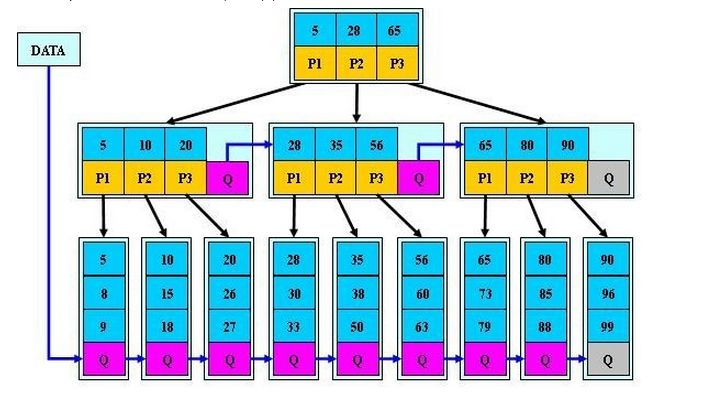 5 28 65
DATA
P1 P2 P3
5 10 20 28 35 56 65 80 90
P1 P2 P3 Q P1 P2 P3 Q P1 P2 P3 Q
5 10 20 28 35 56 65 80 90
8 15 26 30 38 60 73 85 96
9 18 27 33 50 63 79 88 99
Q Q Q Q Q Q Q Q Q